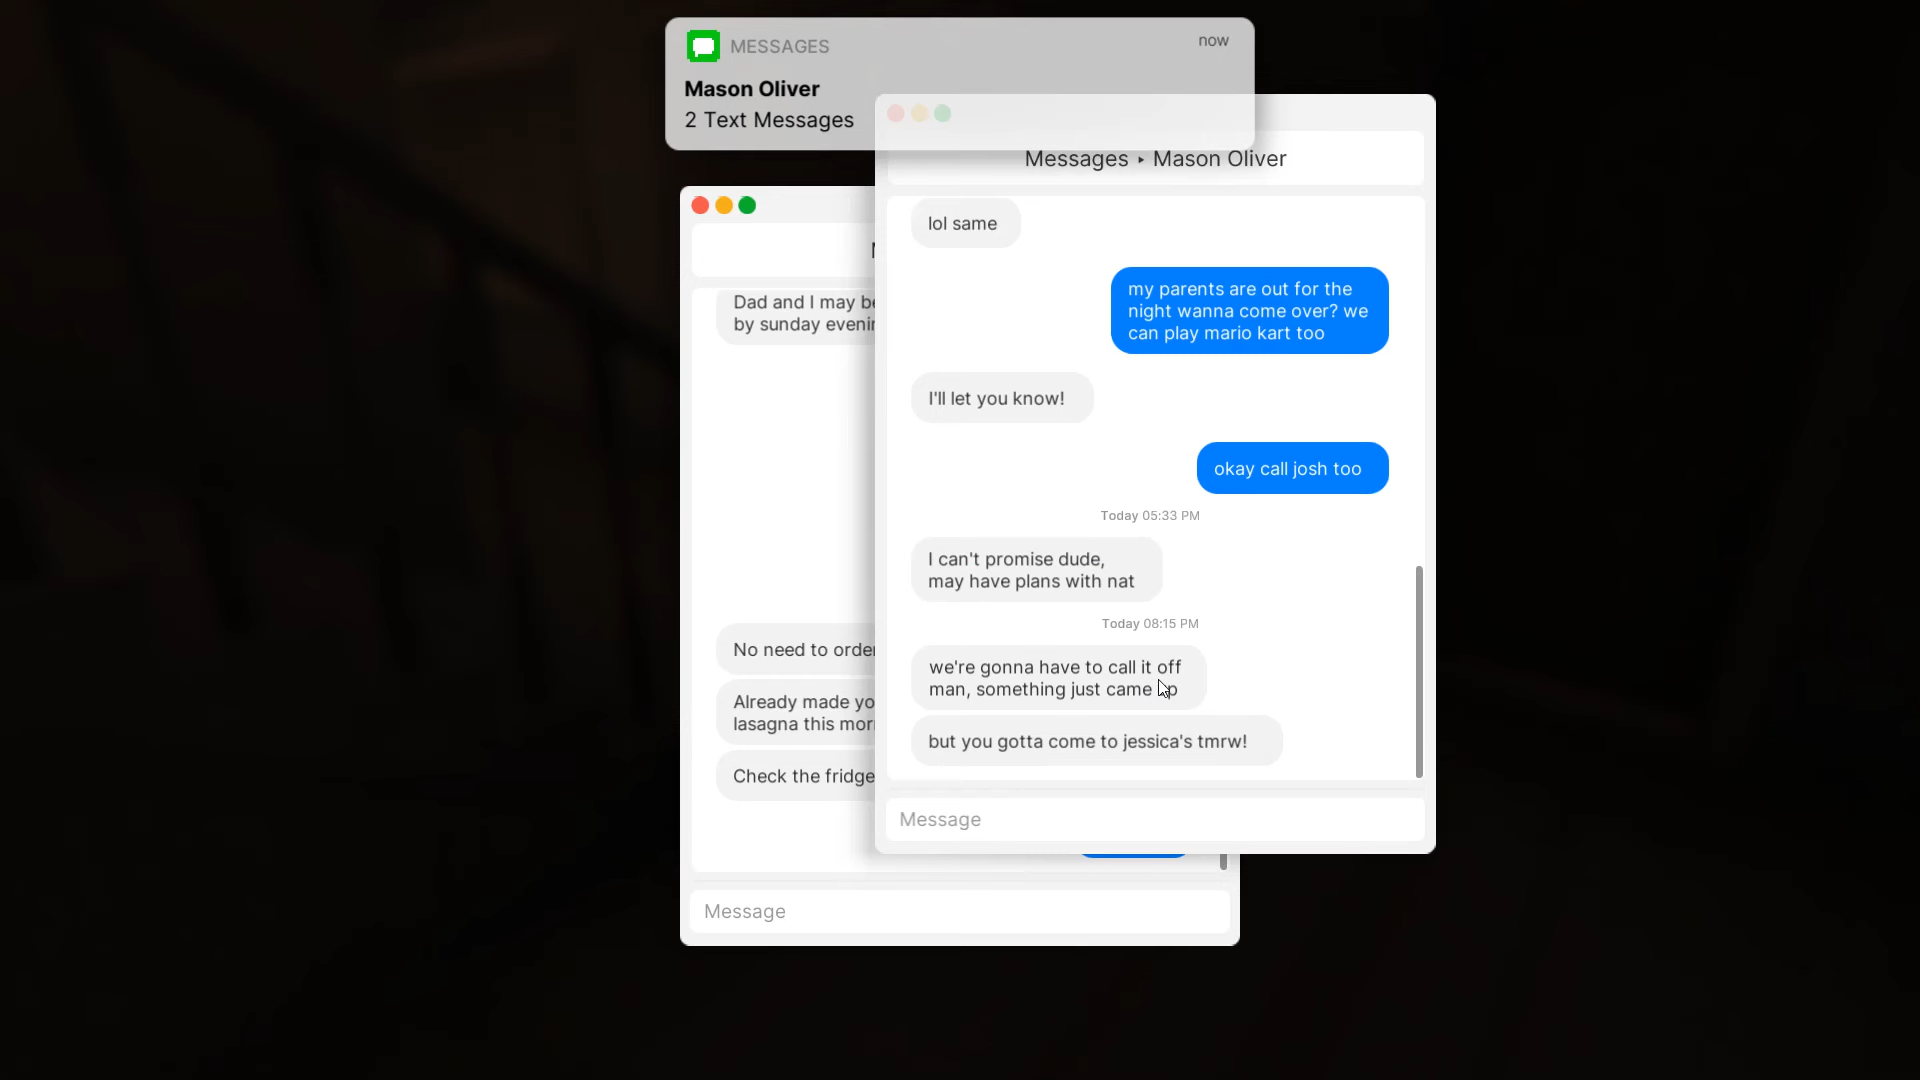 MESSAGES
now
Mason Oliver
2 Text Messages
Messages ‣ Mason Oliver
lol same
my parents are out for the
night wanna come over? we
can play mario kart too
I'll let you know!
okay call josh too
Today 05:33 PM
I can't promise dude,
may have plans with nat
Today 08:15 PM
we're gonna have to call it off
man, something just came up
but you gotta come to jessica's tmrw!
Message
Dad and I may
by sunday
No need to
Already made
lasagna this
Check the fridge
Message